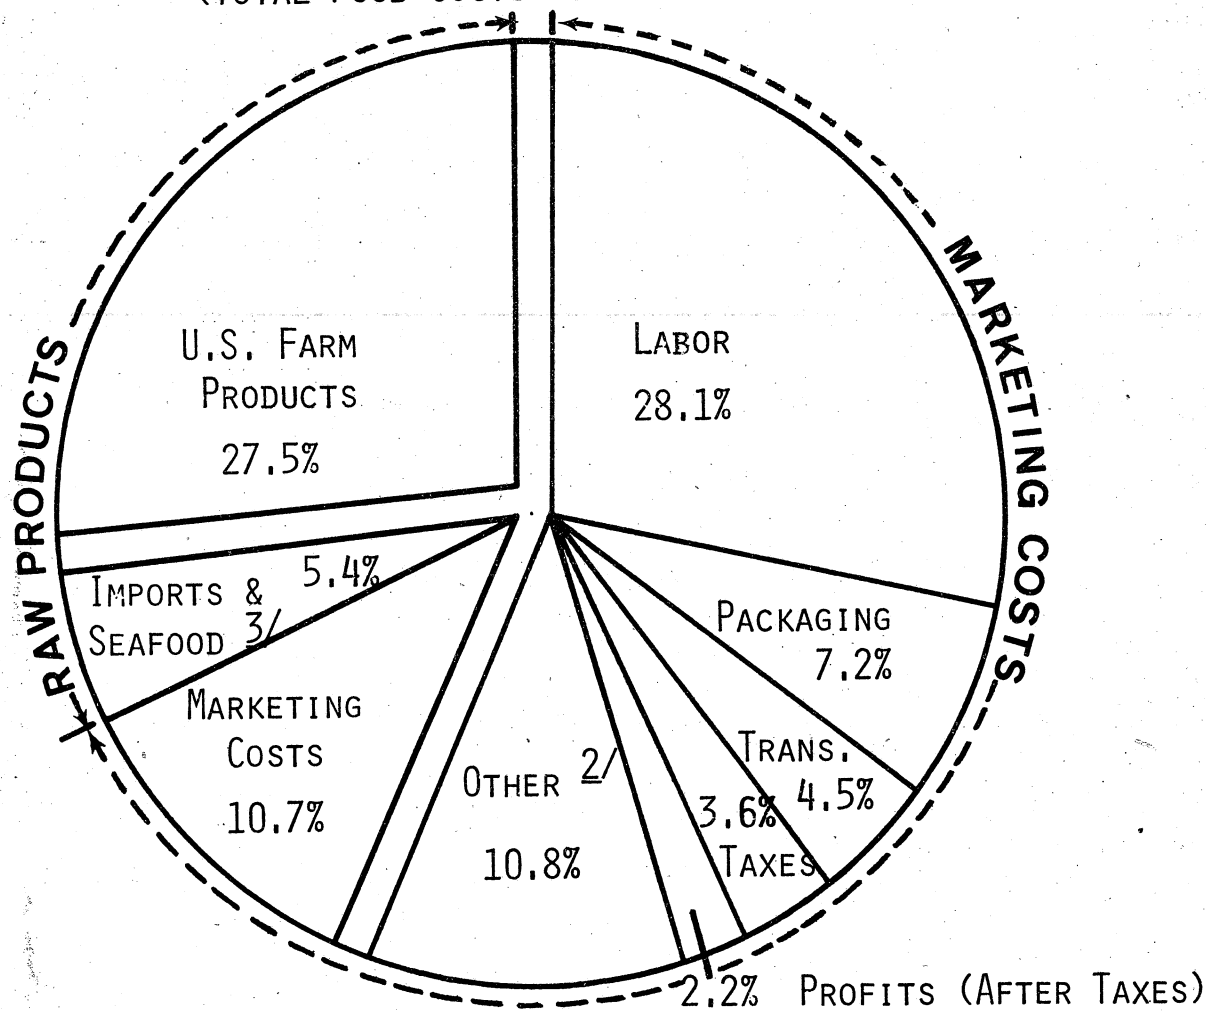 RAW PRODUCTS
MARKETING COSTS
U.S. FARM
PRODUCTS
27.5%
LABOR
28.1%
5.4%
IMPORTS &
SEAFOOD 3/
PACKAGING
7.2%
MARKETING
COSTS
10.7%
TRANS.
4.5%
OTHER 2/
10.8%
3.6%
TAXES
2.2% PROFITS (AFTER TAXES)